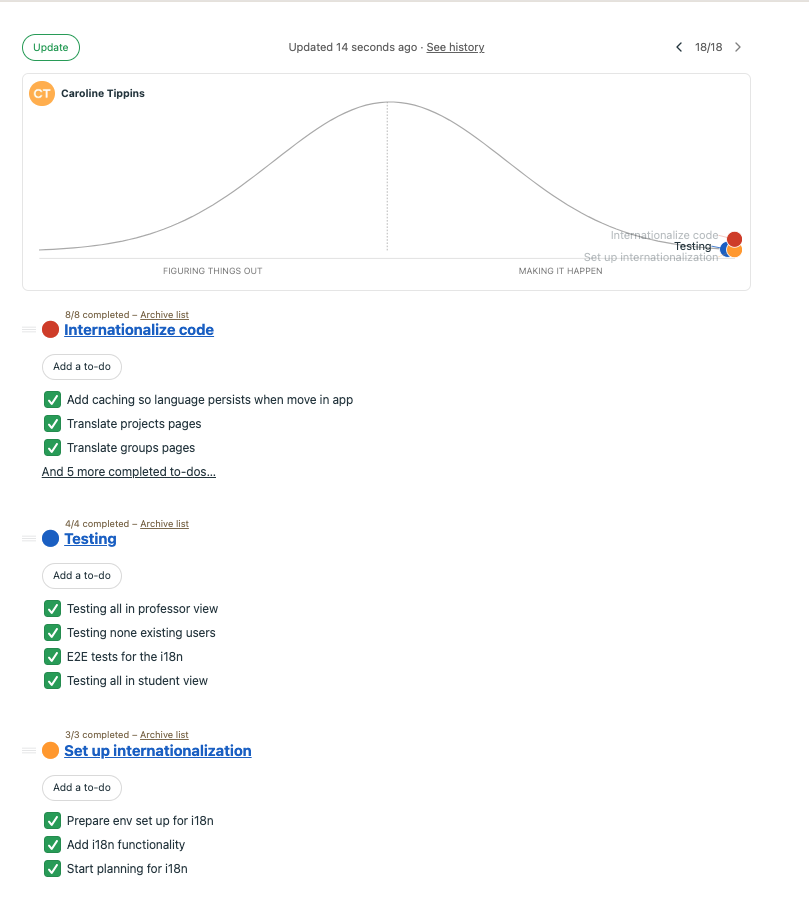 Update
Updated 14 seconds ago · See history
18/18
CT Caroline Tippins
Internationalize code
Testing
Set up internationalization
FIGURING THINGS OUT
MAKING IT HAPPEN
8/8 completed – Archive list
Internationalize code
Add a to-do
Add caching so language persists when move in app
Translate projects pages
Translate groups pages
And 5 more completed to-dos...
4/4 completed – Archive list
Testing
Add a to-do
Testing all in professor view
Testing none existing users
E2E tests for the i18n
Testing all in student view
3/3 completed – Archive list
Set up internationalization
Add a to-do
Prepare env set up for i18n
Add i18n functionality
Start planning for i18n